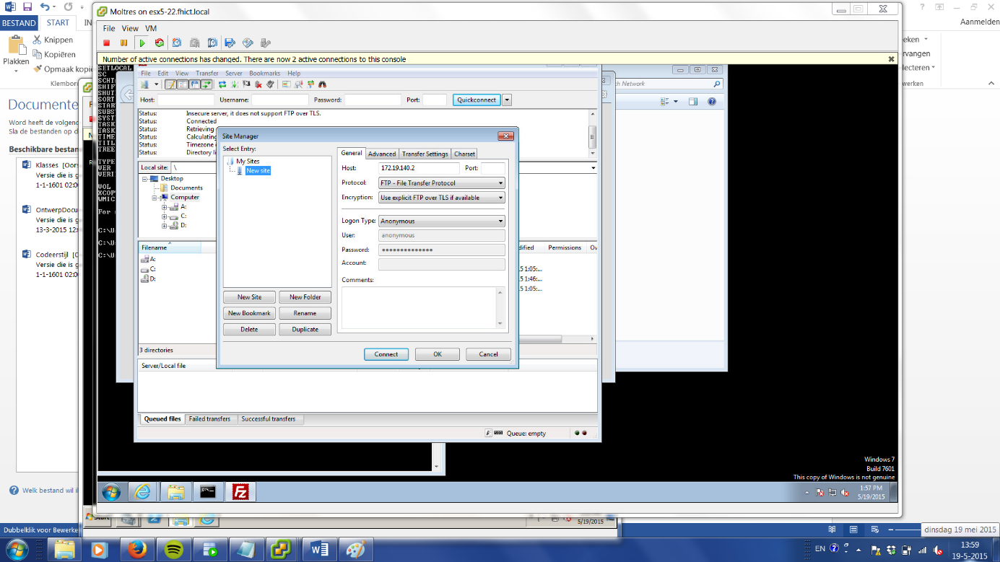 Moltres on esx5-22.fhict.local
BESTAND
START
IN
Aanmelden
File View VM
Plakken
Knippen
Kopiëren
Opmaak kopië
Klembor
Number of active connections has changed. There are now 2 active connections to this console
SETLOCAL
SC
SCHT
SHIF
SHUT
SORT
STAR
SUBS
SYST
TASK
TASK
TIME
TITL
TREE
TYPE
VER
VERI
VOL
XCOP
WMIC
For
C:\U
C:\U
C:\U
File Edit View Transfer Server Bookmarks Help
Host:
Username:
Password:
Port:
Quickconnect
Status: Insecure server, it does not support FTP over TLS.
Status: Connected
Status: Retrieving
Status: Calculating
Status: Timezone
Status: Directory li
Local site: \
Desktop
Documents
Computer
A:
C:
D:
Filename
A:
C:
D:
3 directories
Server/Local file
dified
Permissions
Ov
15 1:05:...
15 1:46:...
15 1:05:...
Queued files
Failed transfers
Successful transfers
Queue: empty
Site Manager
Select Entry:
My Sites
New site
New Site
New Folder
New Bookmark
Rename
Delete
Duplicate
General
Advanced
Transfer Settings
Charset
Host: 172.19.140.2
Port:
Protocol: FTP - File Transfer Protocol
Encryption: Use explicit FTP over TLS if available
Logon Type: Anonymous
User: anonymous
Password: ••••••••••••••
Account:
Comments:
Connect
OK
Cancel
ch Network
eken
ervangen
lecteren
werken
Documente
Word heeft de volgend
Sla de bestanden op d
Beschikbare bestan
Klasses [Oors
Versie die is g
1-1-1601 02:0
OntwerpDocu
Versie die is ge
13-3-2015 12:
Codeerstijl [O
Versie die is ge
1-1-1601 02:00
Welk bestand wil ik
Windows 7
Build 7601
This copy of Windows is not genuine
1:57 PM
5/19/2015
Start
5/19/2015
Dubbelklik voor Bewerke
dinsdag 19 mei 2015
EN
13:59
19-5-2015